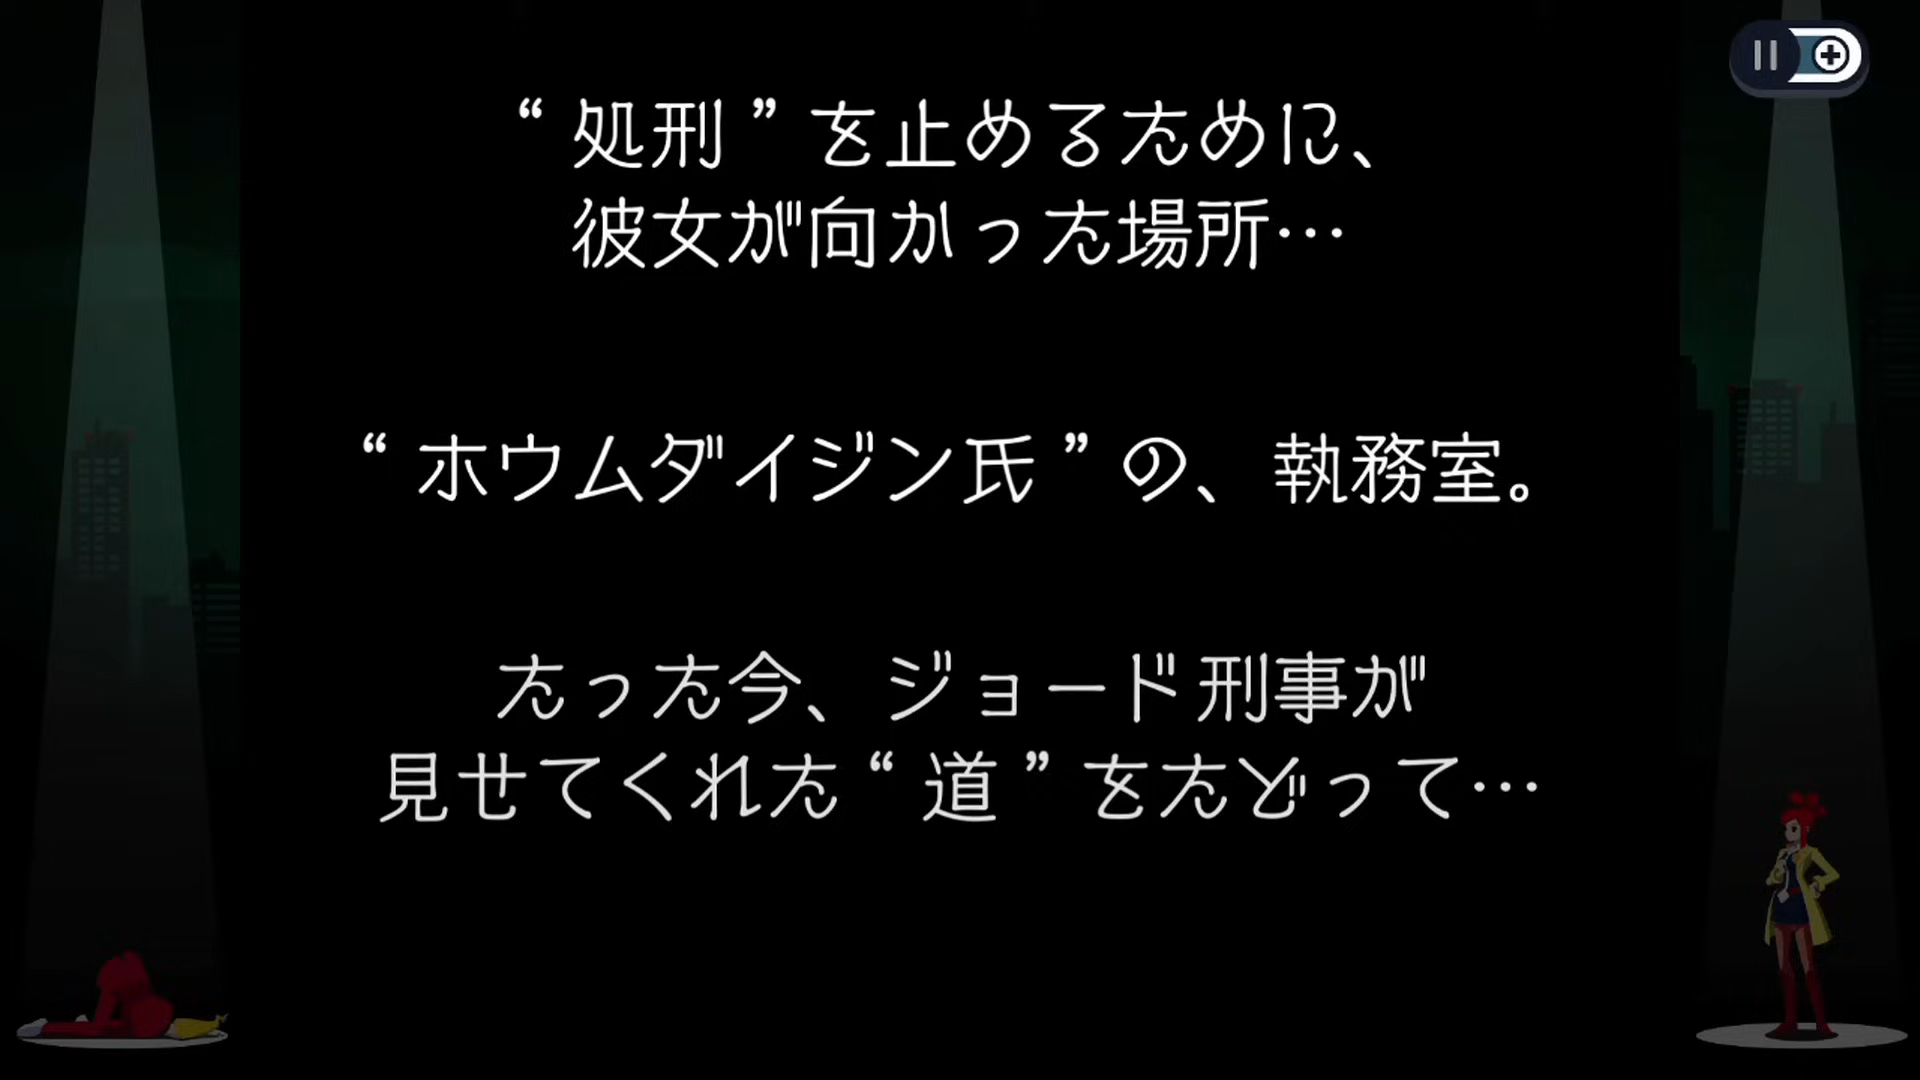 “処刑”を止めるために、
彼女が向かった場所…
“ホウムダイジン氏”の、執務室。
たった今、ジョード刑事が
見せてくれた“道”をたどって…